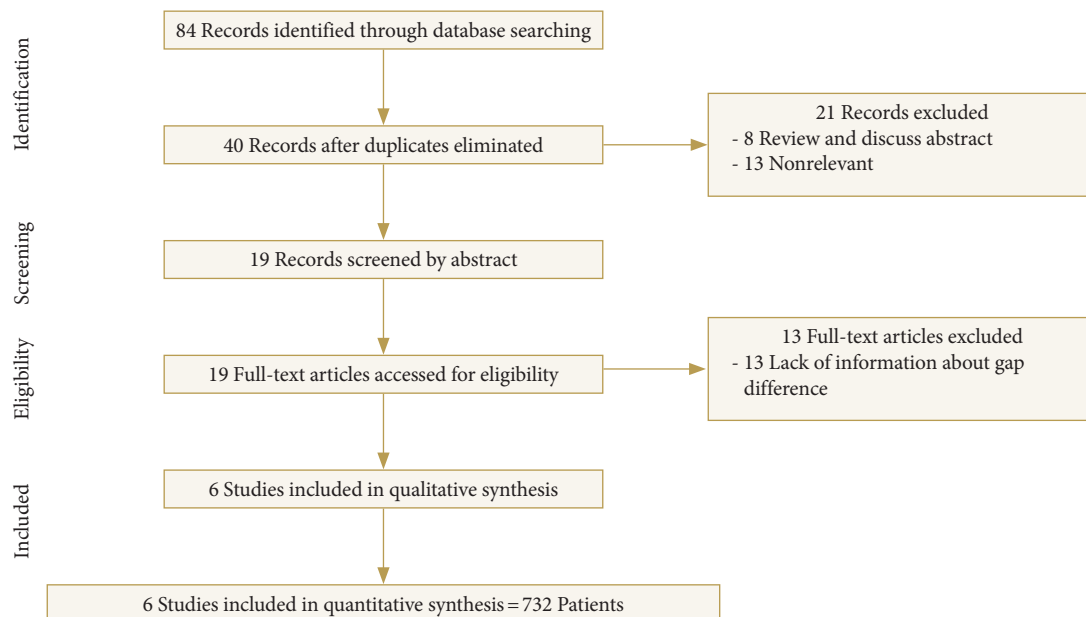 Identification
84 Records identified through database searching
40 Records after duplicates eliminated
21 Records excluded
- 8 Review and discuss abstract
- 13 Nonrelevant
Screening
19 Records screened by abstract
Eligibility
19 Full-text articles accessed for eligibility
13 Full-text articles excluded
- 13 Lack of information about gap
difference
Included
6 Studies included in qualitative synthesis
6 Studies included in quantitative synthesis = 732 Patients